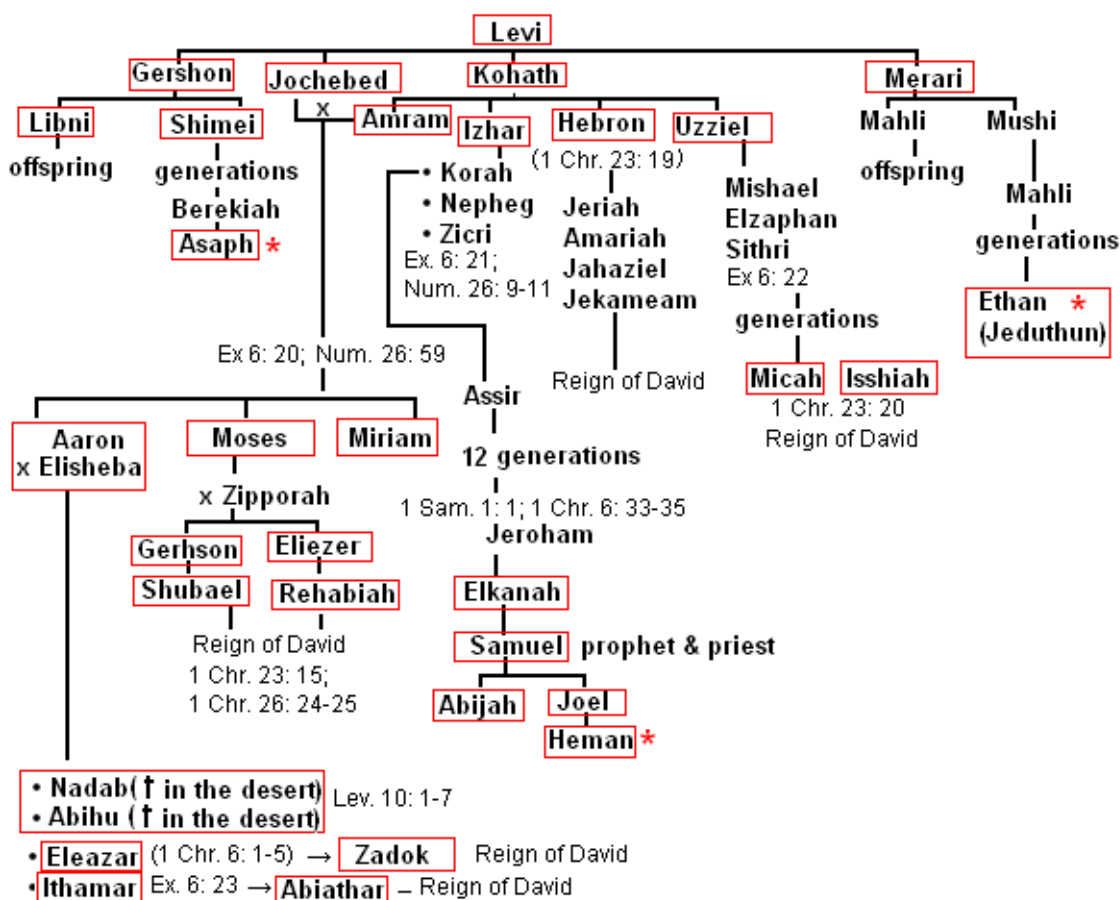 Levi
Gershon Jochebed Kohath Merari
x
Libni Shimei Amram Izhar Hebron Uzziel Mahli Mushi
offspring generations • Korah (1 Chr. 23: 19) offspring
Berekiah • Nepheg Jeriah Mishael Mahli
Asaph * • Zicri Amariah Elzaphan generations
Ex. 6: 21; Jahaziel Sithri
Num. 26: 9-11 Jekameam Ex 6: 22 Ethan *
generations (Jeduthun)
Ex 6: 20; Num. 26: 59 Reign of David Micah Isshiah
Assir 1 Chr. 23: 20
Aaron Moses Miriam Reign of David
x Elisheba 12 generations
x Zipporah 1 Sam. 1: 1; 1 Chr. 6: 33-35
Gerhson Eliezer Jeroham
Shubael Rehabiah Elkanah
Reign of David Samuel prophet & priest
1 Chr. 23: 15;
1 Chr. 26: 24-25 Abijah Joel
Heman *
• Nadab († in the desert) Lev. 10: 1-7
• Abihu († in the desert)
• Eleazar (1 Chr. 6: 1-5) → Zadok Reign of David
• Ithamar Ex. 6: 23 → Abiathar – Reign of David